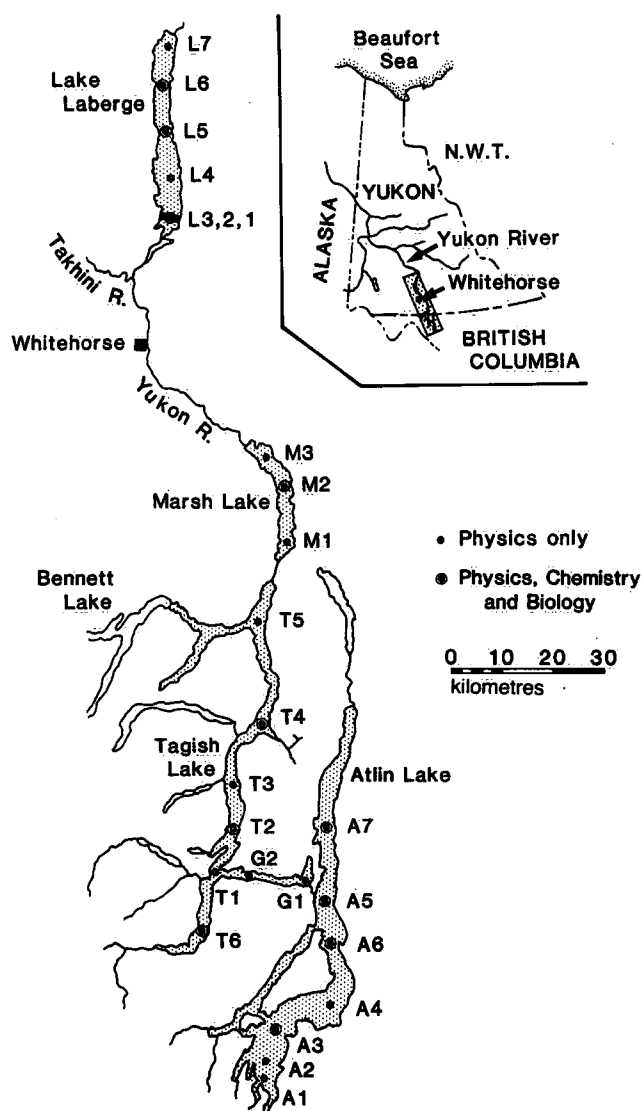 L7
Lake
Laberge
L6
L5
L4
L3,2,1
Takhini R.
Whitehorse
Yukon R.
M3
M2
Marsh Lake
M1
Bennett
Lake
T5
T4
Tagish
Lake
T3
T2
T1
G2
G1
T6
Atlin Lake
A7
A5
A6
A4
A3
A2
A1
Beaufort
Sea
N.W.T.
YUKON
ALASKA
Yukon River
Whitehorse
BRITISH
COLUMBIA
Physics only
Physics, Chemistry
and Biology
0 10 20 30
kilometres